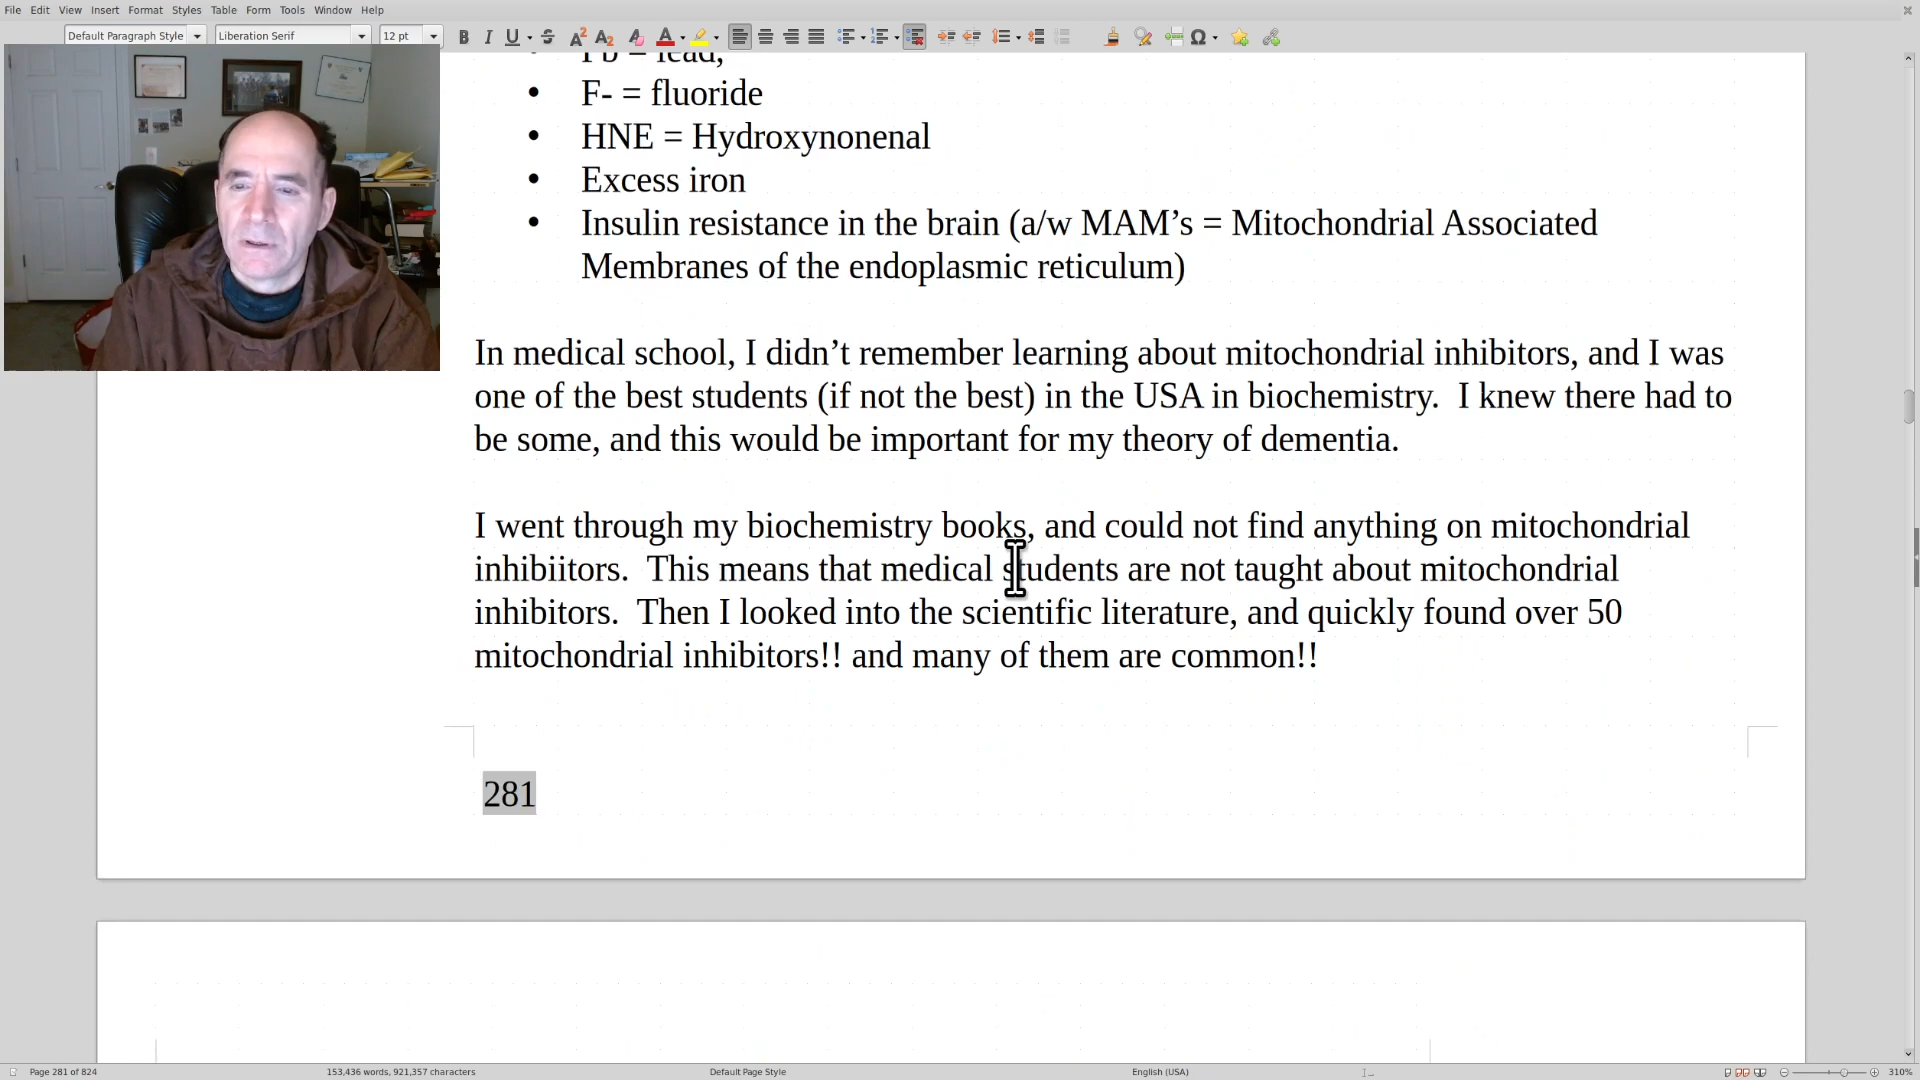 File Edit View Insert Format Styles Table Form Tools Window Help
Default Paragraph Style Liberation Serif 12 pt
Pb = lead,
• F- = fluoride
• HNE = Hydroxynonenal
• Excess iron
• Insulin resistance in the brain (a/w MAM’s = Mitochondrial Associated
Membranes of the endoplasmic reticulum)
In medical school, I didn’t remember learning about mitochondrial inhibitors, and I was
one of the best students (if not the best) in the USA in biochemistry. I knew there had to
be some, and this would be important for my theory of dementia.
I went through my biochemistry books, and could not find anything on mitochondrial
inhibiitors. This means that medical students are not taught about mitochondrial
inhibitors. Then I looked into the scientific literature, and quickly found over 50
mitochondrial inhibitors!! and many of them are common!!
281
Page 281 of 824 153,436 words, 921,357 characters Default Page Style English (USA) 310%